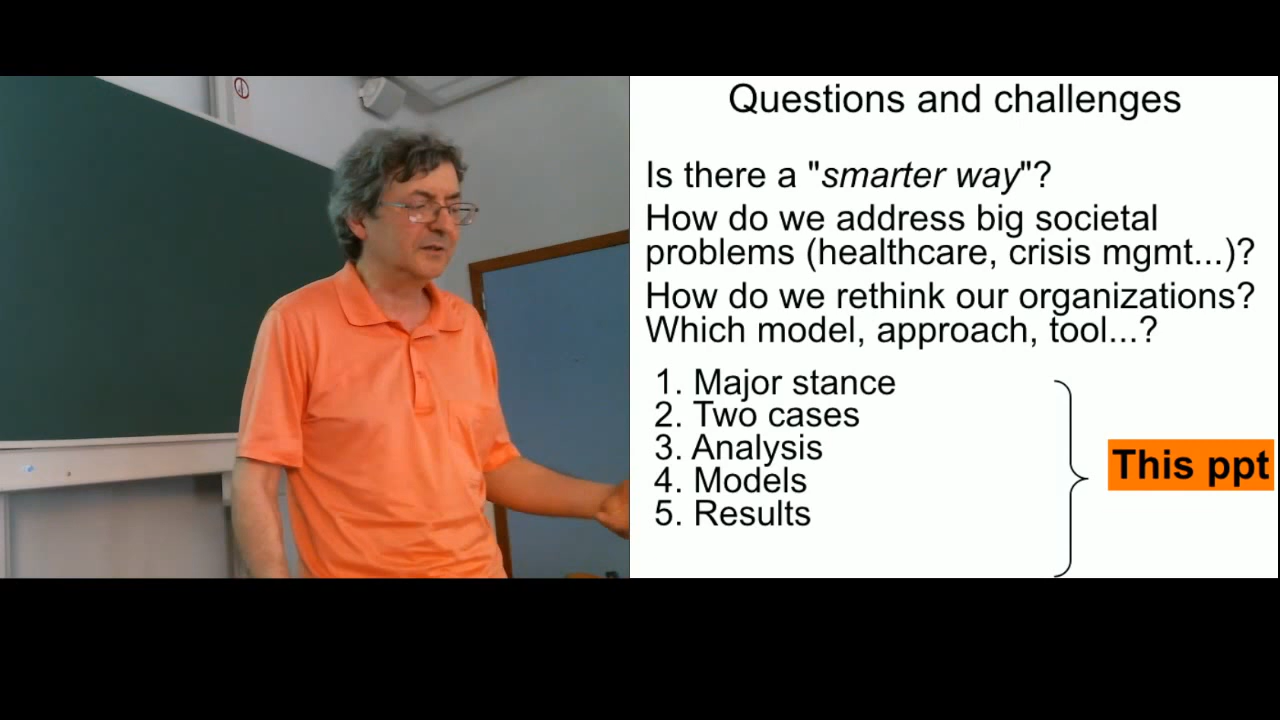 Questions and challenges
Is there a "smarter way"?
How do we address big societal
problems (healthcare, crisis mgmt...)?
How do we rethink our organizations?
Which model, approach, tool...?
1. Major stance
2. Two cases
3. Analysis
4. Models
5. Results
This ppt